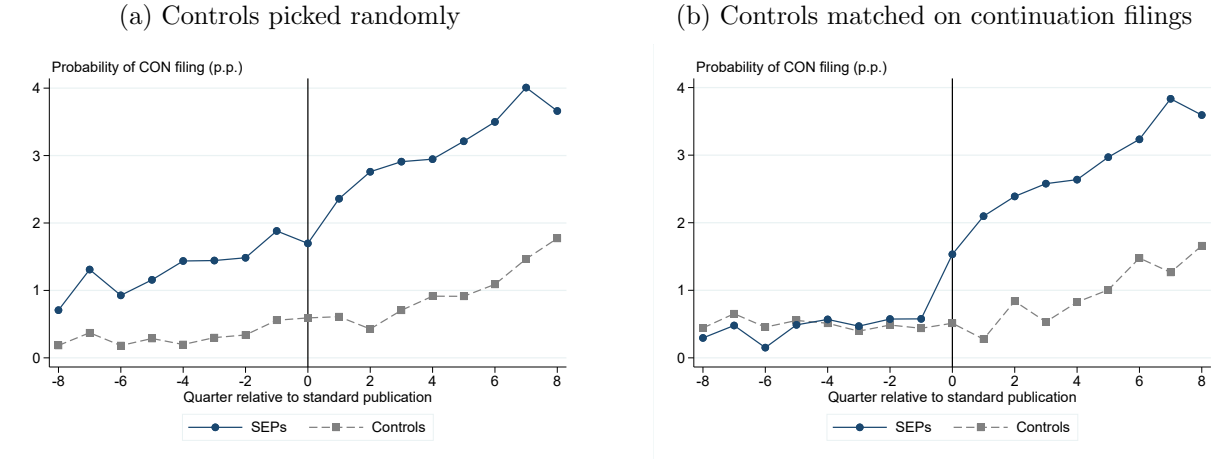 (a) Controls picked randomly
Probability of CON filing (p.p.)
4
3
2
1
0
-8 -6 -4 -2 0 2 4 6 8
Quarter relative to standard publication
SEPs Controls
(b) Controls matched on continuation filings
Probability of CON filing (p.p.)
4
3
2
1
0
-8 -6 -4 -2 0 2 4 6 8
Quarter relative to standard publication
SEPs Controls